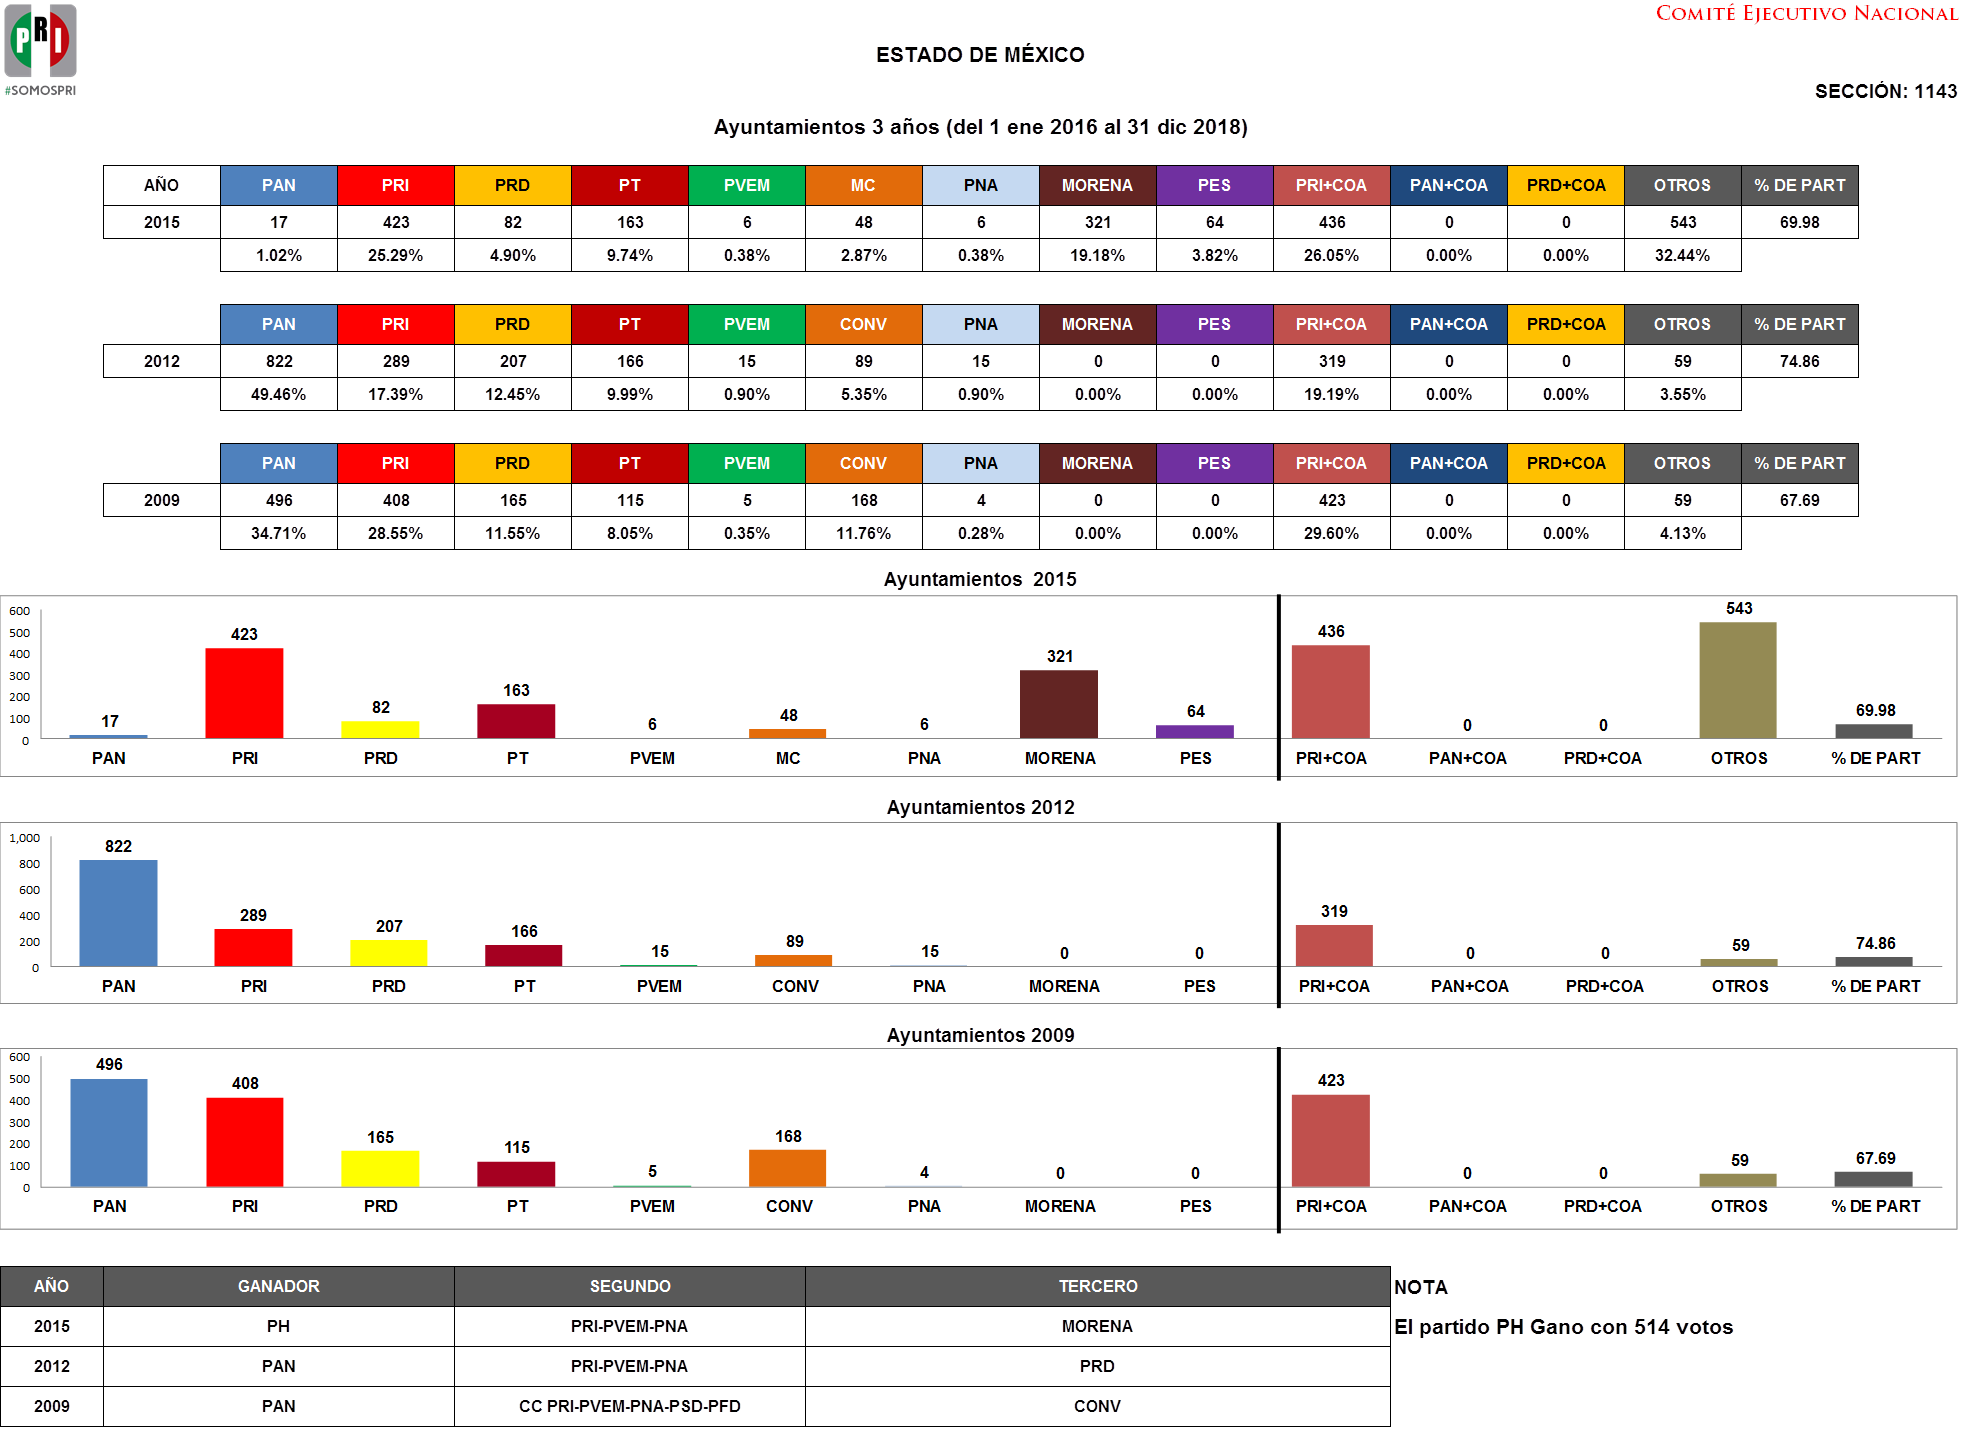 PRI
#SOMOSPRI
COMITÉ EJECUTIVO NACIONAL
ESTADO DE MÉXICO
SECCIÓN: 1143
Ayuntamientos 3 años (del 1 ene 2016 al 31 dic 2018)
AÑO PAN PRI PRD PT PVEM MC PNA MORENA PES PRI+COA PAN+COA PRD+COA OTROS % DE PART
2015 17 423 82 163 6 48 6 321 64 436 0 0 543 69.98
1.02% 25.29% 4.90% 9.74% 0.38% 2.87% 0.38% 19.18% 3.82% 26.05% 0.00% 0.00% 32.44%
PAN PRI PRD PT PVEM CONV PNA MORENA PES PRI+COA PAN+COA PRD+COA OTROS % DE PART
2012 822 289 207 166 15 89 15 0 0 319 0 0 59 74.86
49.46% 17.39% 12.45% 9.99% 0.90% 5.35% 0.90% 0.00% 0.00% 19.19% 0.00% 0.00% 3.55%
PAN PRI PRD PT PVEM CONV PNA MORENA PES PRI+COA PAN+COA PRD+COA OTROS % DE PART
2009 496 408 165 115 5 168 4 0 0 423 0 0 59 67.69
34.71% 28.55% 11.55% 8.05% 0.35% 11.76% 0.28% 0.00% 0.00% 29.60% 0.00% 0.00% 4.13%
Ayuntamientos 2015
600
500
400
300
200
100
0
17 423 82 163 6 48 6 321 64 436 0 0 543 69.98
PAN PRI PRD PT PVEM MC PNA MORENA PES PRI+COA PAN+COA PRD+COA OTROS % DE PART
Ayuntamientos 2012
1,000
800
600
400
200
0
822 289 207 166 15 89 15 0 0 319 0 0 59 74.86
PAN PRI PRD PT PVEM CONV PNA MORENA PES PRI+COA PAN+COA PRD+COA OTROS % DE PART
Ayuntamientos 2009
600
500
400
300
200
100
0
496 408 165 115 5 168 4 0 0 423 0 0 59 67.69
PAN PRI PRD PT PVEM CONV PNA MORENA PES PRI+COA PAN+COA PRD+COA OTROS % DE PART
AÑO GANADOR SEGUNDO TERCERO NOTA
2015 PH PRI-PVEM-PNA MORENA El partido PH Gano con 514 votos
2012 PAN PRI-PVEM-PNA PRD
2009 PAN CC PRI-PVEM-PNA-PSD-PFD CONV